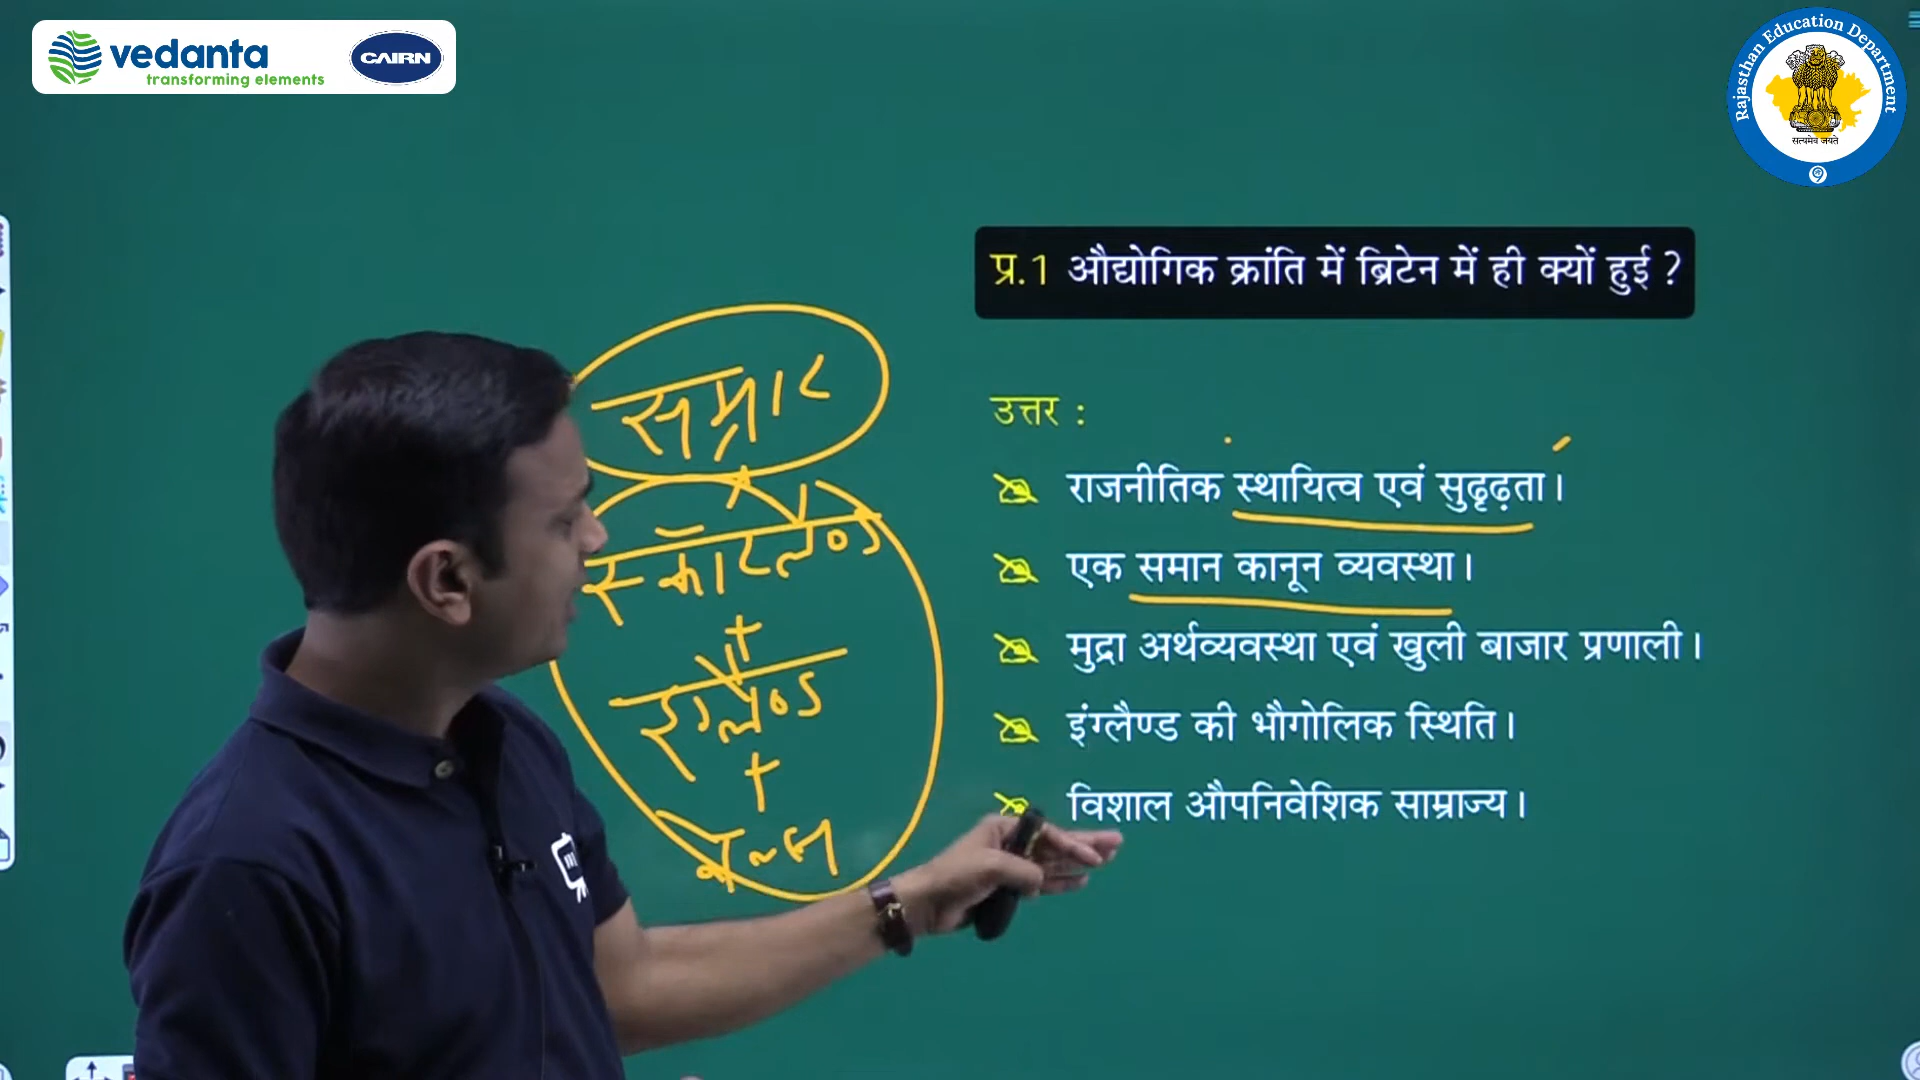 vedanta
transforming elements
CAIRN
Rajasthan Education Department
सत्यमेव जयते
प्र.1 औद्योगिक क्रांति में ब्रिटेन में ही क्यों हुई ?
उत्तर :
राजनीतिक स्थायित्व एवं सुदृढ़ता।
एक समान कानून व्यवस्था।
मुद्रा अर्थव्यवस्था एवं खुली बाजार प्रणाली।
इंग्लैण्ड की भौगोलिक स्थिति।
विशाल औपनिवेशिक साम्राज्य।
सम्राट
स्कॉटलैण्ड
+
इंग्लैण्ड
+
वेल्स